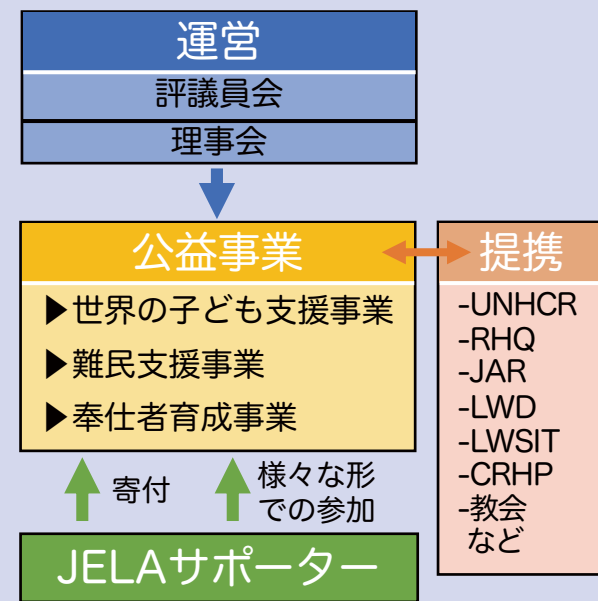 運営
評議員会
理事会
公益事業
▶世界の子ども支援事業
▶難民支援事業
▶奉仕者育成事業
提携
-UNHCR
-RHQ
-JAR
-LWD
-LWSIT
-CRHP
-教会
など
寄付
様々な形
での参加
JELAサポーター